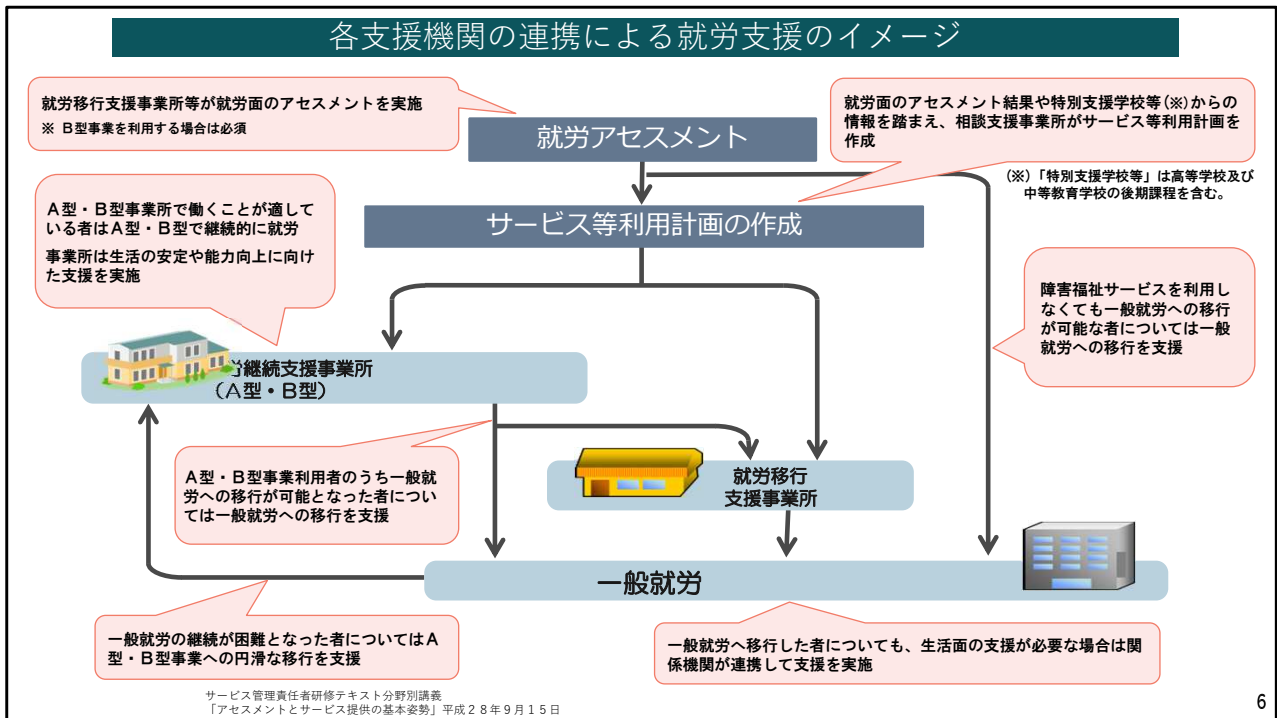 各支援機関の連携による就労支援のイメージ
就労移行支援事業所等が就労面のアセスメントを実施
※ B型事業を利用する場合は必須
就労アセスメント
就労面のアセスメント結果や特別支援学校等(※)からの
情報を踏まえ、相談支援事業所がサービス等利用計画を
作成
(※)「特別支援学校等」は高等学校及び
中等教育学校の後期課程を含む。
サービス等利用計画の作成
A型・B型事業所で働くことが適して
いる者はA型・B型で継続的に就労
事業所は生活の安定や能力向上に向け
た支援を実施
障害福祉サービスを利用し
なくても一般就労への移行
が可能な者については一般
就労への移行を支援
労継続支援事業所
（A型・B型）
A型・B型事業利用者のうち一般就
労への移行が可能となった者につい
ては一般就労への移行を支援
就労移行
支援事業所
一般就労
一般就労の継続が困難となった者についてはA
型・B型事業への円滑な移行を支援
一般就労へ移行した者についても、生活面の支援が必要な場合は関
係機関が連携して支援を実施
サービス管理責任者研修テキスト分野別講義
「アセスメントとサービス提供の基本姿勢」平成２８年９月１５日
6